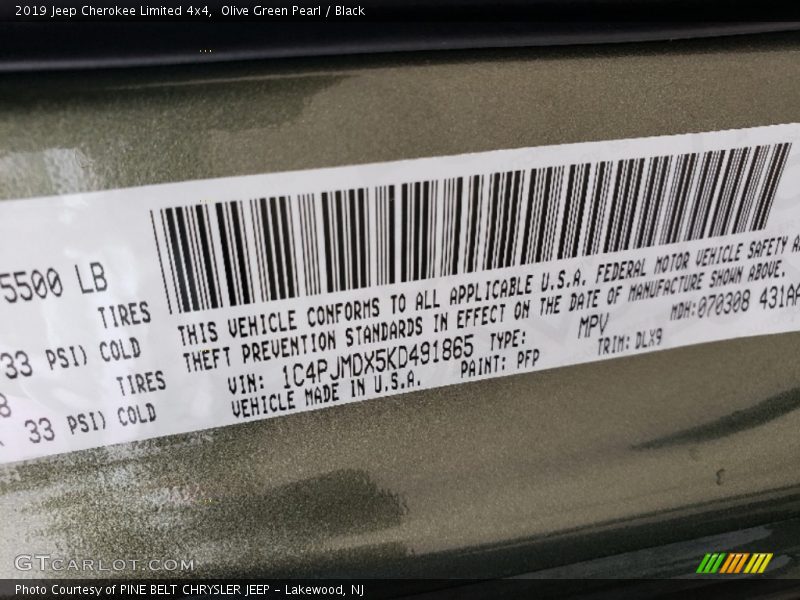 2019 Jeep Cherokee Limited 4x4,  Olive Green Pearl / Black
5500 LB
TIRES
33 PSI) COLD
TIRES
33 PSI) COLD
THIS VEHICLE CONFORMS TO ALL APPLICABLE U.S.A. FEDERAL MOTOR VEHICLE SAFETY
THEFT PREVENTION STANDARDS IN EFFECT ON THE DATE OF MANUFACTURE SHOWN ABOVE.
VIN: 1C4PJMDX5KD491865 TYPE: MPV MDH:070308 431AA
VEHICLE MADE IN U.S.A. PAINT: PFP TRIM: DLX9
GTCARLOT.COM
Photo Courtesy of PINE BELT CHRYSLER JEEP - Lakewood, NJ